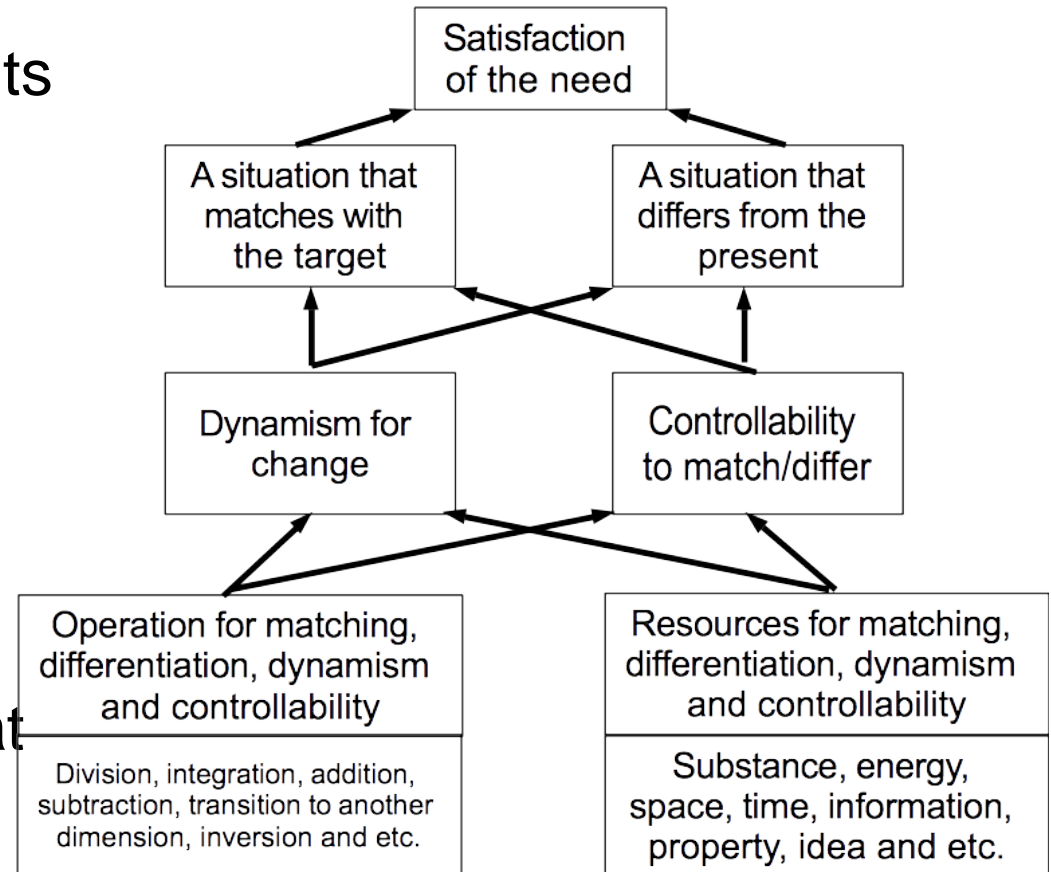 Satisfaction
of the need
ts
A situation that
matches with
the target
A situation that
differs from the
present
Dynamism for
change
Controllability
to match/differ
Operation for matching,
differentiation, dynamism
and controllability
Resources for matching,
differentiation, dynamism
and controllability
at
Division, integration, addition,
subtraction, transition to another
dimension, inversion and etc.
Substance, energy,
space, time, information,
property, idea and etc.